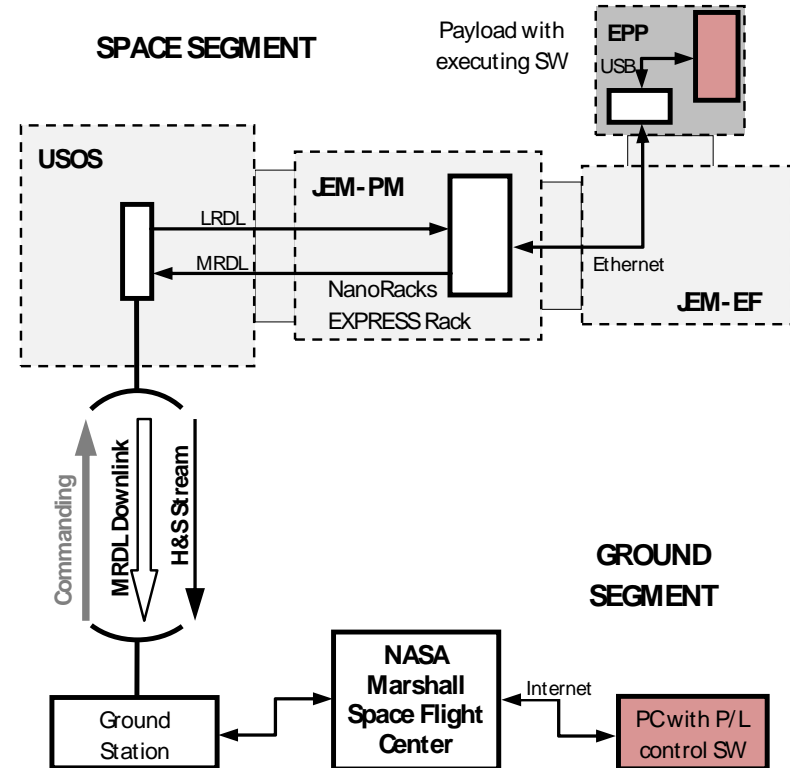 SPACE SEGMENT
Payload with
executing SW
EPP
USB
USOS
JEM-PM
LRDL
MRDL
NanoRacks
EXPRESS Rack
Ethernet
JEM-EF
Commanding
MRDL Downlink
H&S Stream
GROUND
SEGMENT
Ground
Station
NASA
Marshall
Space Flight
Center
Internet
PC with P/L
control SW